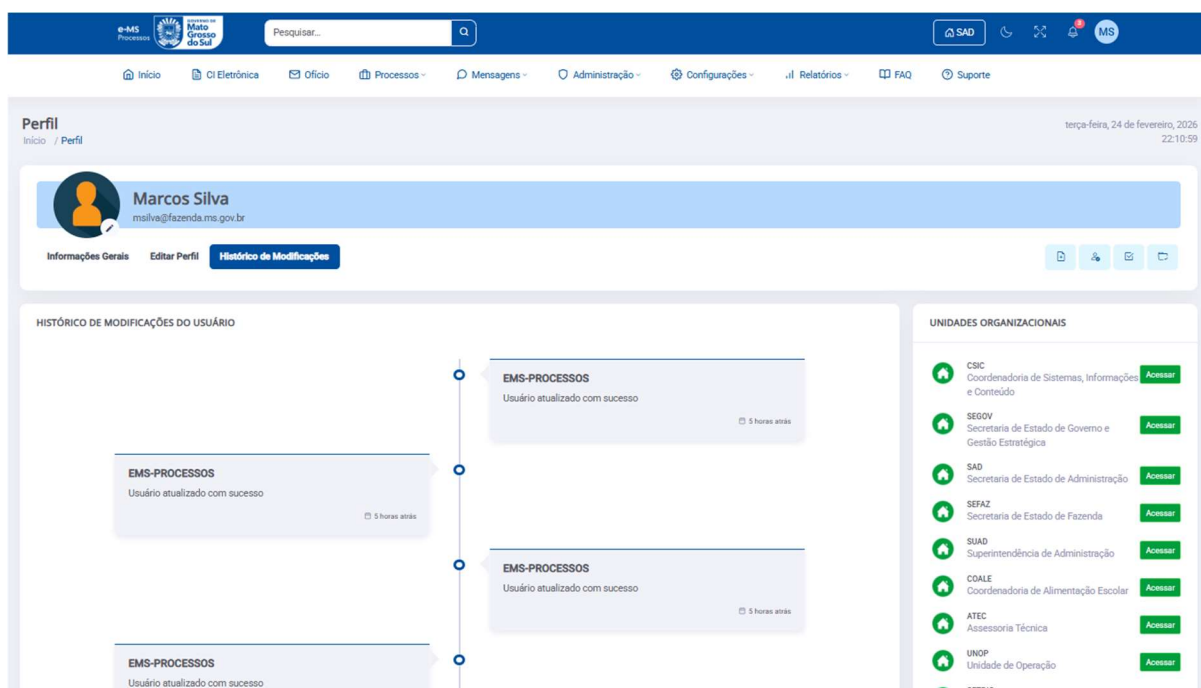 e-MS
Processos
GOVERNO DE
Mato
Grosso
do Sul
Pesquisar...
SAD
3
MS
Início
CI Eletrônica
Ofício
Processos
Mensagens
Administração
Configurações
Relatórios
FAQ
Suporte
Perfil
Início / Perfil
terça-feira, 24 de fevereiro, 2026
22:10:59
Marcos Silva
msilva@fazenda.ms.gov.br
Informações Gerais
Editar Perfil
Histórico de Modificações
HISTÓRICO DE MODIFICAÇÕES DO USUÁRIO
EMS-PROCESSOS
Usuário atualizado com sucesso
5 horas atrás
EMS-PROCESSOS
Usuário atualizado com sucesso
5 horas atrás
EMS-PROCESSOS
Usuário atualizado com sucesso
5 horas atrás
EMS-PROCESSOS
Usuário atualizado com sucesso
UNIDADES ORGANIZACIONAIS
CSIC
Coordenadoria de Sistemas, Informações
e Conteúdo
Acessar
SEGOV
Secretaria de Estado de Governo e
Gestão Estratégica
Acessar
SAD
Secretaria de Estado de Administração
Acessar
SEFAZ
Secretaria de Estado de Fazenda
Acessar
SUAD
Superintendência de Administração
Acessar
COALE
Coordenadoria de Alimentação Escolar
Acessar
ATEC
Assessoria Técnica
Acessar
UNOP
Unidade de Operação
Acessar